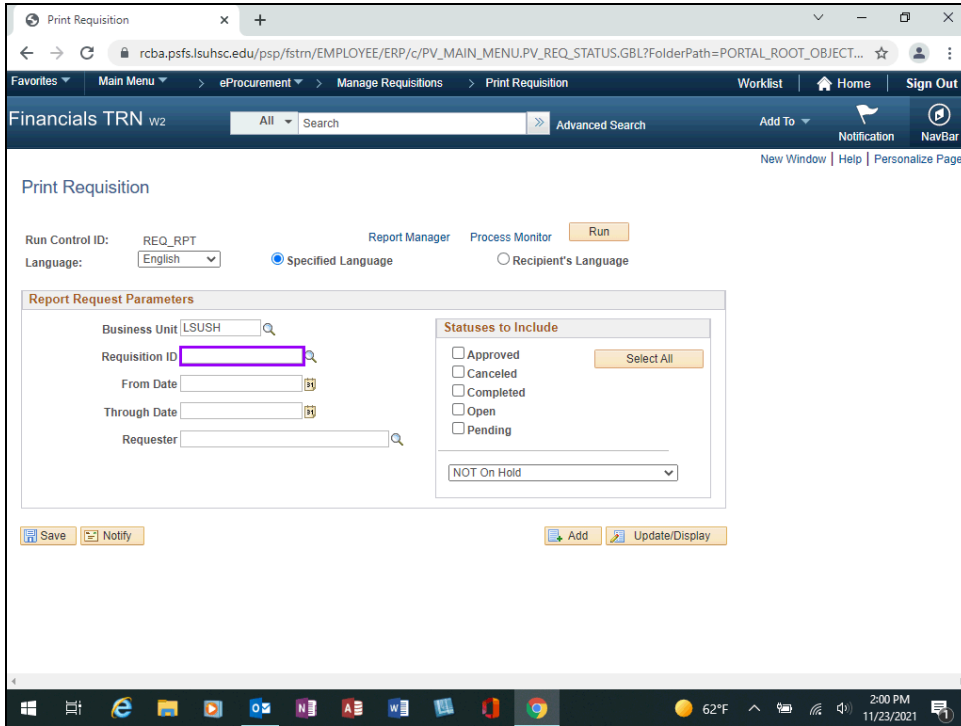 Print Requisition
rcba.psfs.lsuhsc.edu/psp/fstrn/EMPLOYEE/ERP/c/PV_MAIN_MENU.PV_REQ_STATUS.GBL?FolderPath=PORTAL_ROOT_OBJECT...
Favorites Main Menu > eProcurement > Manage Requisitions > Print Requisition Worklist Home Sign Out
Financials TRN W2 All Search » Advanced Search Add To Notification NavBar
New Window | Help | Personalize Page
Print Requisition
Run Control ID: REQ_RPT Report Manager Process Monitor Run
Language: English Specified Language Recipient's Language
Report Request Parameters
Business Unit LSUSH Statuses to Include
Requisition ID Approved Select All
From Date 31 Canceled
Completed
Through Date 31 Open
Requester Pending
NOT On Hold
Save Notify Add Update/Display
62°F 2:00 PM
11/23/2021 1